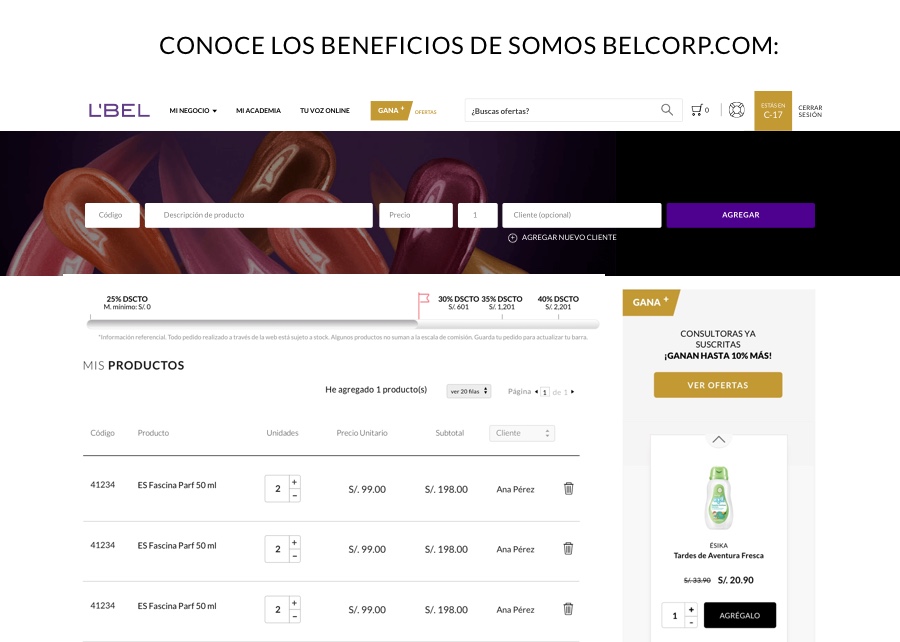 CONOCE LOS BENEFICIOS DE SOMOS BELCORP.COM:
L'BEL MI NEGOCIO MI ACADEMIA TU VOZ ONLINE GANA+ OFERTAS ¿Buscas ofertas? 0 ESTÁS EN C-17 CERRAR SESIÓN
Código Descripción de producto Precio 1 Cliente (opcional) AGREGAR
AGREGAR NUEVO CLIENTE
25% DSCTO 30% DSCTO 35% DSCTO 40% DSCTO
M. mínimo: S/. 0 S/. 601 S/. 1,201 S/. 2,201
*Información referencial. Todo pedido realizado a través de la web está sujeto a stock. Algunos productos no suman a la escala de comisión. Guarda tu pedido para actualizar tu barra.
MIS PRODUCTOS
He agregado 1 producto(s) ver 20 filas Página 1 de 1
Código Producto Unidades Precio Unitario Subtotal Cliente
41234 ES Fascina Parf 50 ml 2 + − S/. 99.00 S/. 198.00 Ana Pérez
41234 ES Fascina Parf 50 ml 2 + − S/. 99.00 S/. 198.00 Ana Pérez
41234 ES Fascina Parf 50 ml 2 + − S/. 99.00 S/. 198.00 Ana Pérez
GANA+
CONSULTORAS YA
SUSCRITAS
¡GANAN HASTA 10% MÁS!
VER OFERTAS
ÉSIKA
Tardes de Aventura Fresca
S/. 33.90 S/. 20.90
1 + - AGRÉGALO